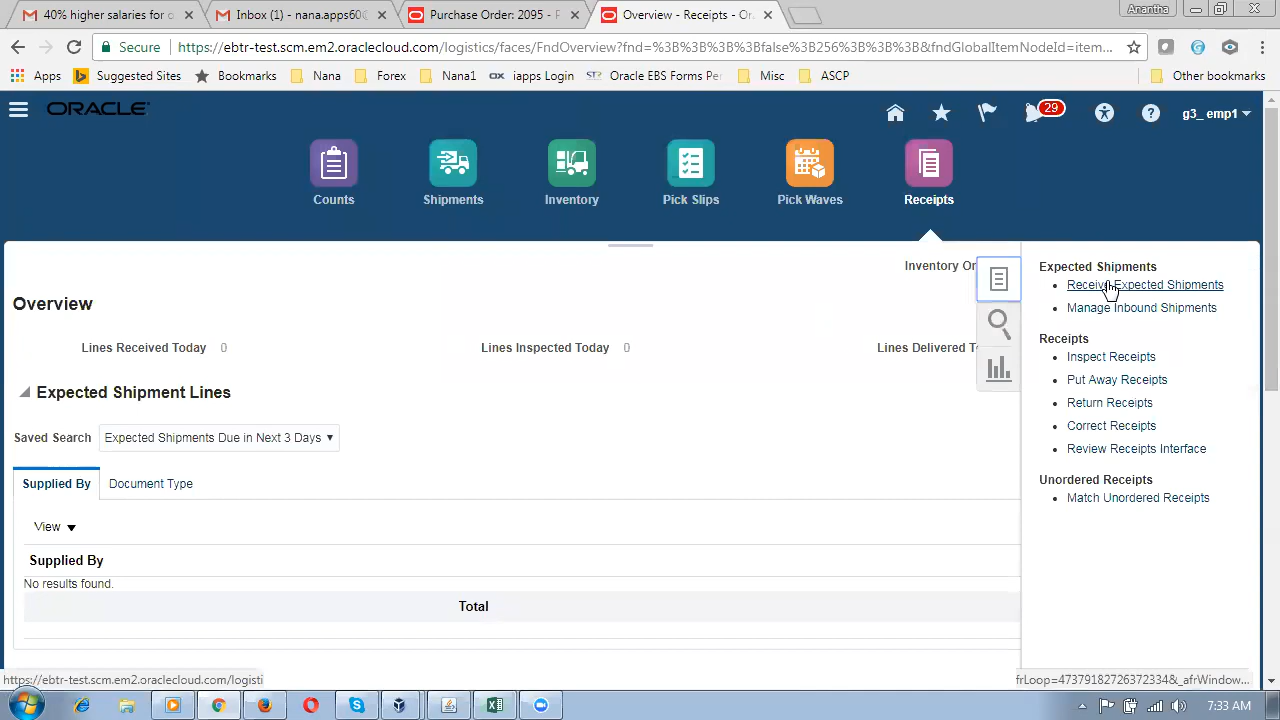 40% higher salaries for o
Inbox (1) - nana.apps60
Purchase Order: 2095 - P
Overview - Receipts - Or
Anantha
Secure
https://ebtr-test.scm.em2.oraclecloud.com/logistics/faces/FndOverview?fnd=%3B%3B%3B%3Bfalse%3B256%3B%3B%3B&fndGlobalItemNodeId=item...
Apps
Suggested Sites
Bookmarks
Nana
Forex
Nana1
iapps Login
Oracle EBS Forms Pe
Misc
ASCP
Other bookmarks
ORACLE
29
g3_ emp1
Counts
Shipments
Inventory
Pick Slips
Pick Waves
Receipts
Inventory Or
Overview
Lines Received Today 0
Lines Inspected Today 0
Lines Delivered T
Expected Shipment Lines
Saved Search
Expected Shipments Due in Next 3 Days
Supplied By
Document Type
View
Supplied By
No results found.
Total
Expected Shipments
Receive Expected Shipments
Manage Inbound Shipments
Receipts
Inspect Receipts
Put Away Receipts
Return Receipts
Correct Receipts
Review Receipts Interface
Unordered Receipts
Match Unordered Receipts
https://ebtr-test.scm.em2.oraclecloud.com/logisti
frLoop=47379182726372334&_afrWindow...
7:33 AM